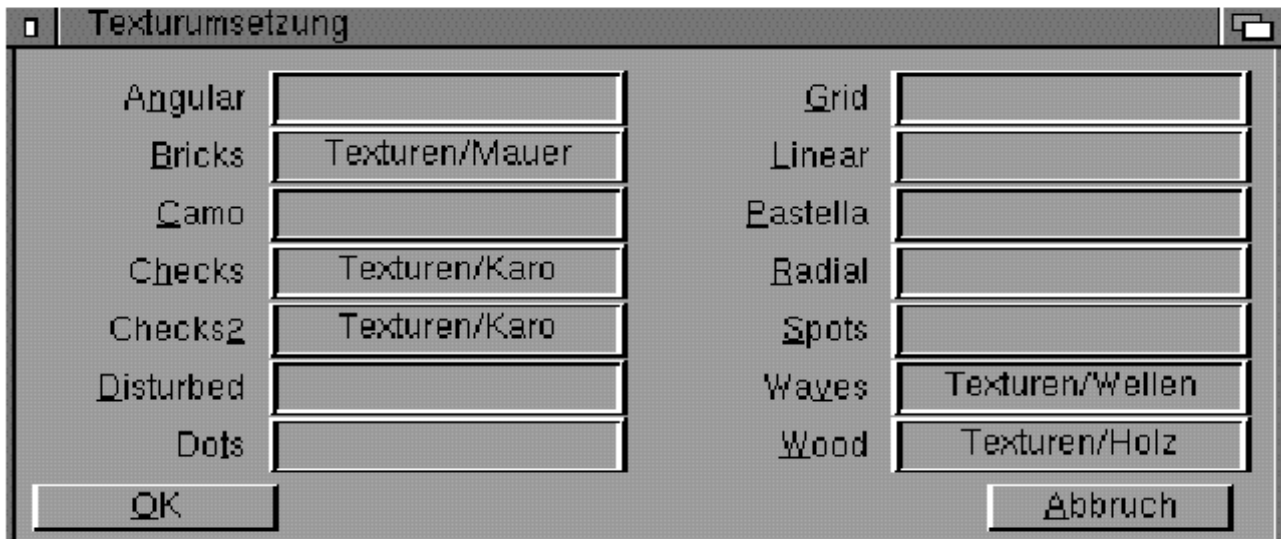 Texturumsetzung
Angular
Bricks Texturen/Mauer
Camo
Checks Texturen/Karo
Checks2 Texturen/Karo
Disturbed
Dots
Grid
Linear
Pastella
Radial
Spots
Waves Texturen/Wellen
Wood Texturen/Holz
OK
Abbruch